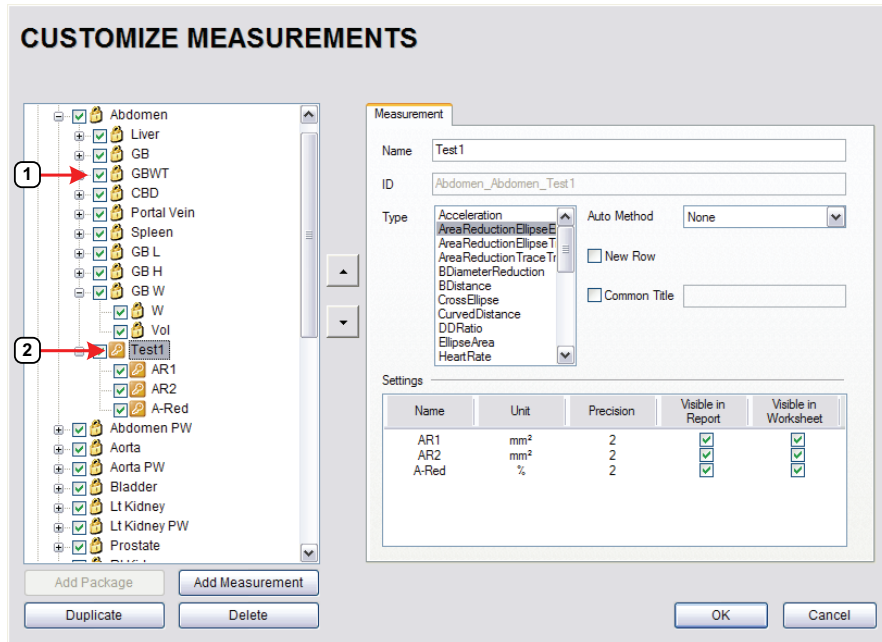 CUSTOMIZE MEASUREMENTS
Abdomen
Liver
GB
1
GBWT
CBD
Portal Vein
Spleen
GB L
GB H
GB W
W
Vol
2
Test1
AR1
AR2
A-Red
Abdomen PW
Aorta
Aorta PW
Bladder
Lt Kidney
Lt Kidney PW
Prostate
Add Package Add Measurement
Duplicate Delete
Measurement
Name Test1
ID Abdomen_Abdomen_Test1
Type
Acceleration
AreaReductionEllipseE
AreaReductionEllipseT
AreaReductionTraceTr
BDiameterReduction
BDistance
CrossEllipse
CurvedDistance
DDRatio
EllipseArea
HeartRate
Auto Method None
New Row
Common Title
Settings
Name Unit Precision Visible in Report Visible in Worksheet
AR1 mm² 2
AR2 mm² 2
A-Red % 2
OK Cancel